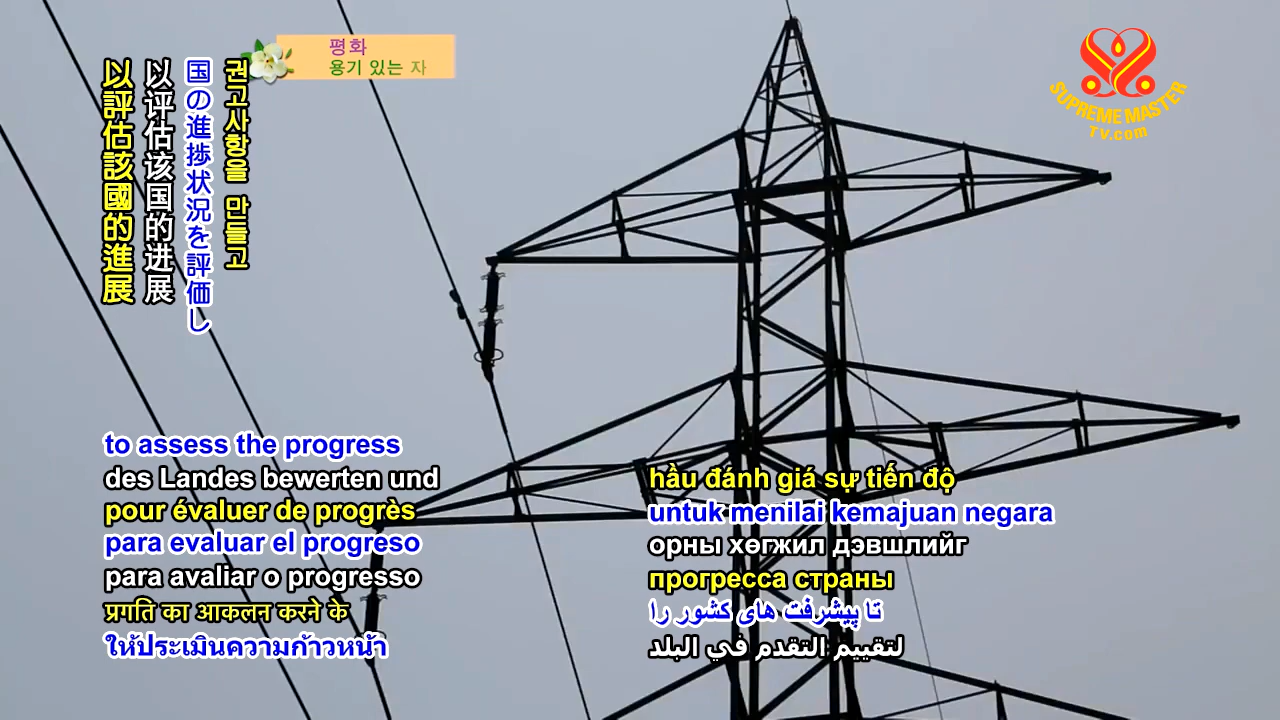 평화
용기 있는 자
SUPREME MASTER
TV.com
以評估該國的進展
以评估该国的进展
国の進捗状況を評価し
권고사항을 만들고
to assess the progress
des Landes bewerten und
pour évaluer de progrès
para evaluar el progreso
para avaliar o progresso
प्रगति का आकलन करने के
ให้ประเมินความก้าวหน้า
hầu đánh giá sự tiến độ
untuk menilai kemajuan negara
орны хөгжил дэвшлийг
прогресса страны
تا پیشرفت های کشور را
لتقييم التقدم في البلد